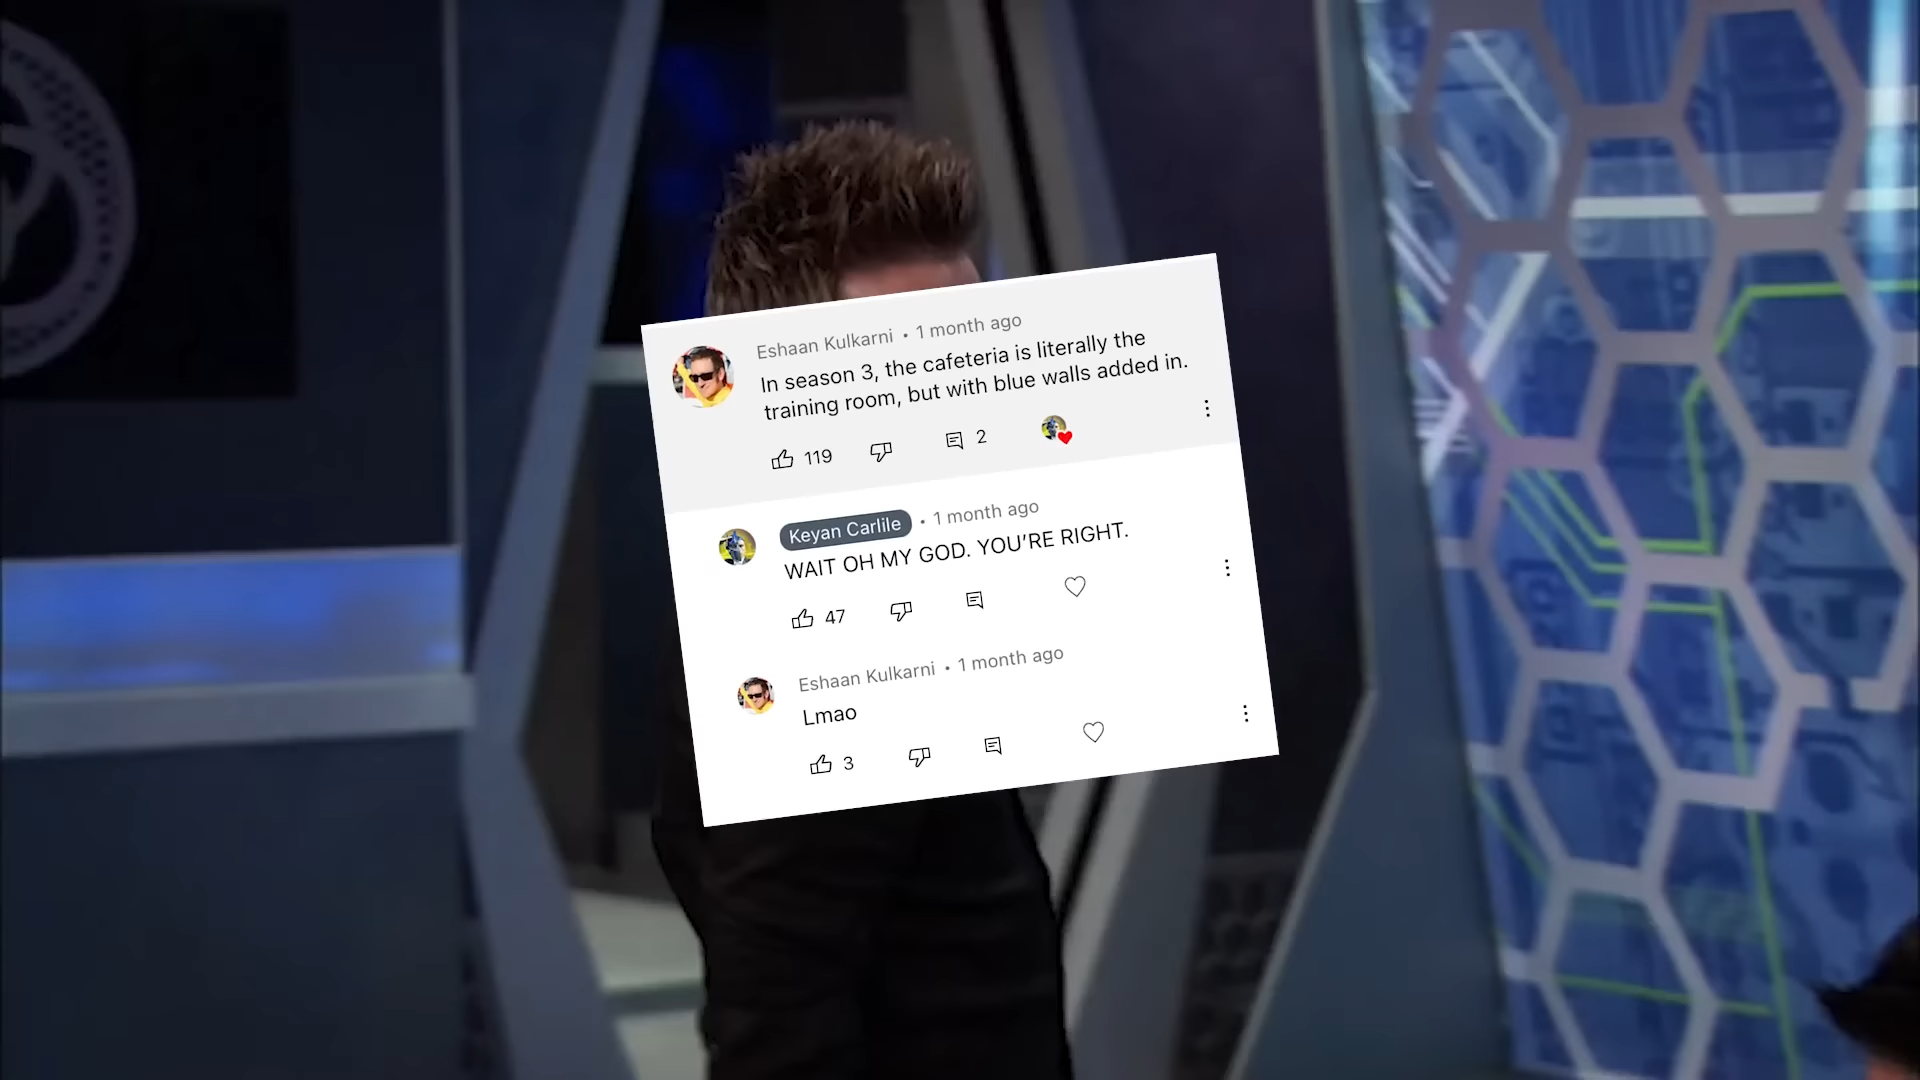 Eshaan Kulkarni • 1 month ago
In season 3, the cafeteria is literally the
training room, but with blue walls added in.
119
2
Keyan Carlile • 1 month ago
WAIT OH MY GOD. YOU'RE RIGHT.
47
Eshaan Kulkarni • 1 month ago
Lmao
3